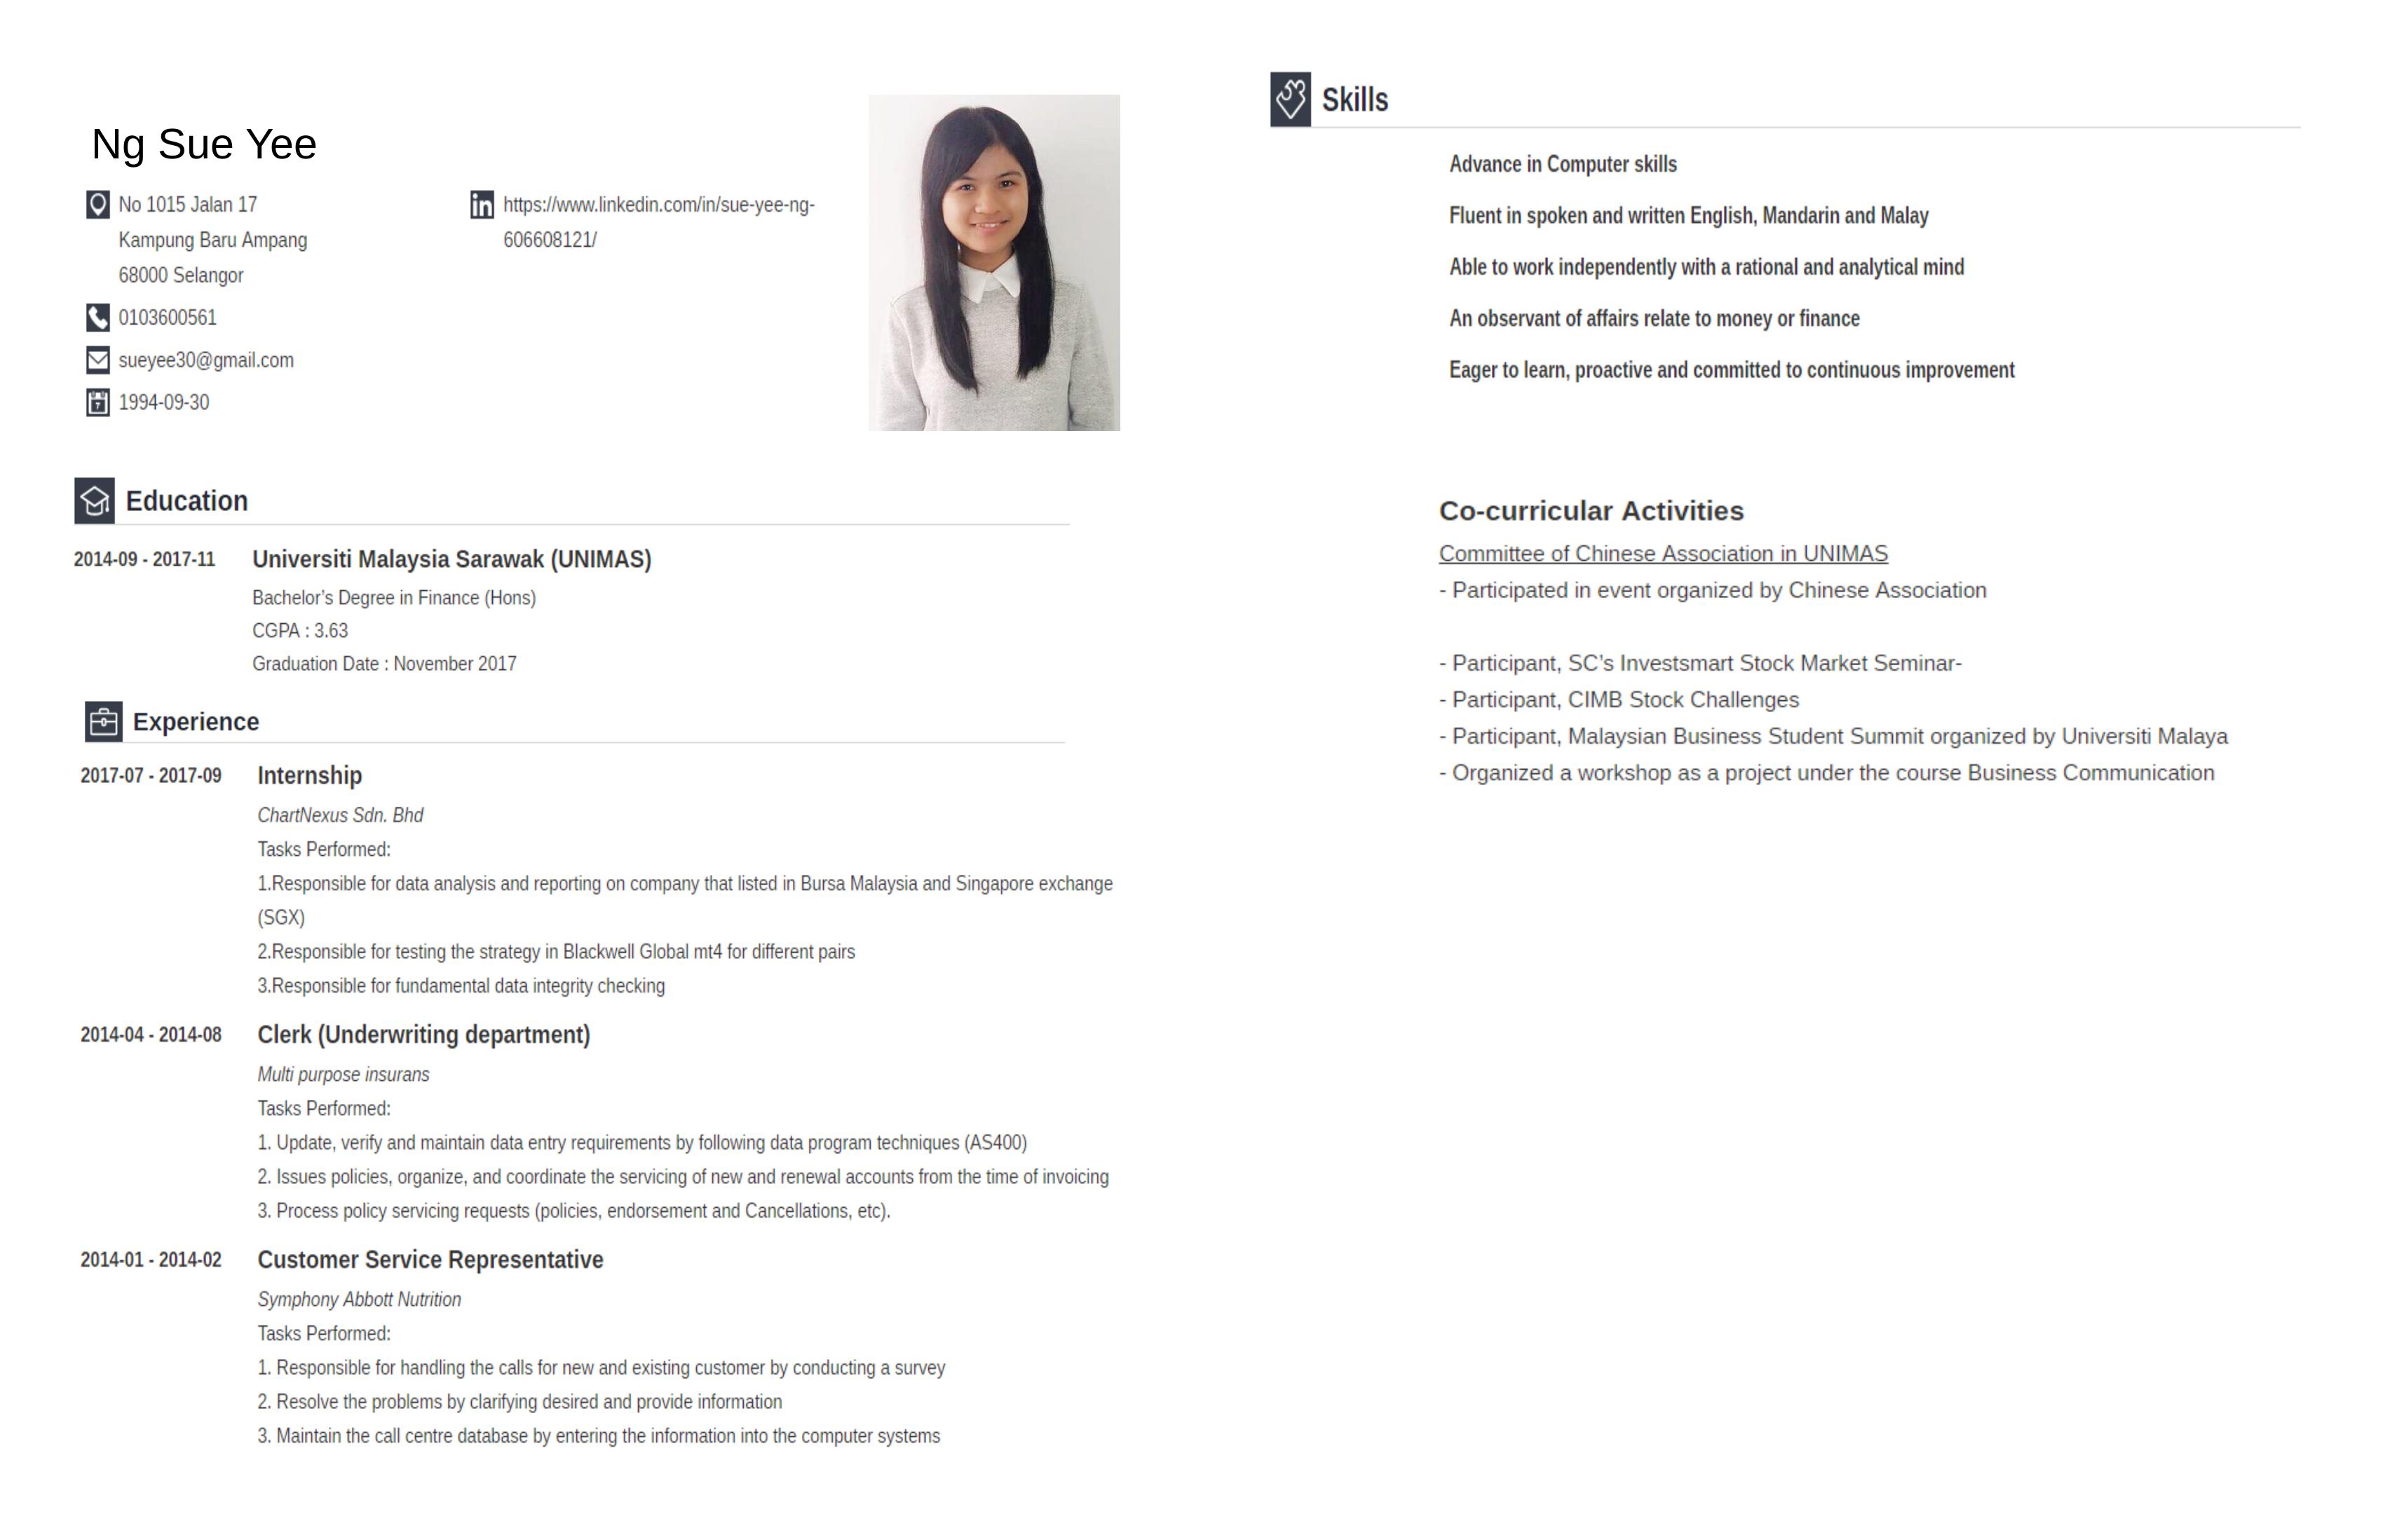 Ng Sue Yee
No 1015 Jalan 17
Kampung Baru Ampang
68000 Selangor
0103600561
sueyee30@gmail.com
1994-09-30
https://www.linkedin.com/in/sue-yee-ng-
606608121/
Education
2014-09 - 2017-11 Universiti Malaysia Sarawak (UNIMAS)
Bachelor’s Degree in Finance (Hons)
CGPA : 3.63
Graduation Date : November 2017
Experience
2017-07 - 2017-09 Internship
ChartNexus Sdn. Bhd
Tasks Performed:
1.Responsible for data analysis and reporting on company that listed in Bursa Malaysia and Singapore exchange
(SGX)
2.Responsible for testing the strategy in Blackwell Global mt4 for different pairs
3.Responsible for fundamental data integrity checking
2014-04 - 2014-08 Clerk (Underwriting department)
Multi purpose insurans
Tasks Performed:
1. Update, verify and maintain data entry requirements by following data program techniques (AS400)
2. Issues policies, organize, and coordinate the servicing of new and renewal accounts from the time of invoicing
3. Process policy servicing requests (policies, endorsement and Cancellations, etc).
2014-01 - 2014-02 Customer Service Representative
Symphony Abbott Nutrition
Tasks Performed:
1. Responsible for handling the calls for new and existing customer by conducting a survey
2. Resolve the problems by clarifying desired and provide information
3. Maintain the call centre database by entering the information into the computer systems
Skills
Advance in Computer skills
Fluent in spoken and written English, Mandarin and Malay
Able to work independently with a rational and analytical mind
An observant of affairs relate to money or finance
Eager to learn, proactive and committed to continuous improvement
Co-curricular Activities
Committee of Chinese Association in UNIMAS
- Participated in event organized by Chinese Association
- Participant, SC’s Investsmart Stock Market Seminar-
- Participant, CIMB Stock Challenges
- Participant, Malaysian Business Student Summit organized by Universiti Malaya
- Organized a workshop as a project under the course Business Communication